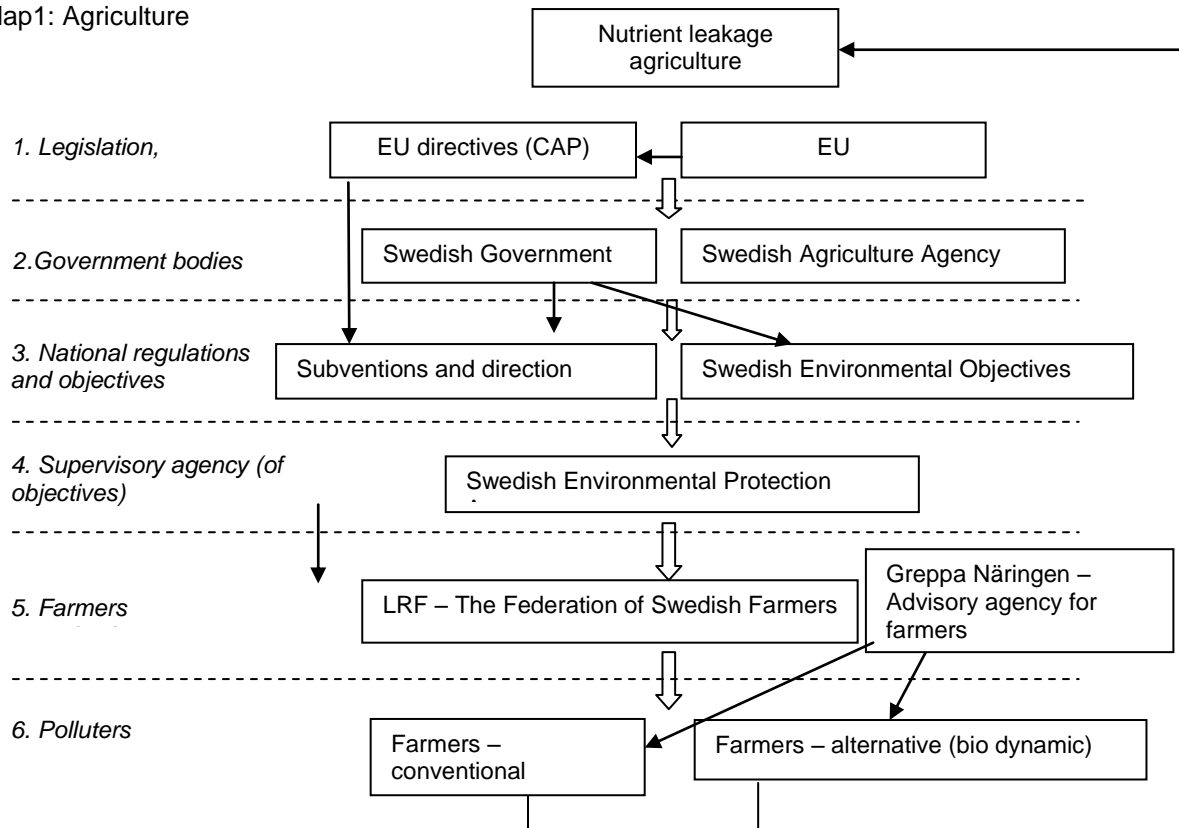 lap1: Agriculture
Nutrient leakage
agriculture
1. Legislation,
EU directives (CAP)
EU
2.Government bodies
Swedish Government
Swedish Agriculture Agency
3. National regulations
and objectives
Subventions and direction
Swedish Environmental Objectives
4. Supervisory agency (of
objectives)
Swedish Environmental Protection
5. Farmers
LRF – The Federation of Swedish Farmers
Greppa Näringen –
Advisory agency for
farmers
6. Polluters
Farmers –
conventional
Farmers – alternative (bio dynamic)